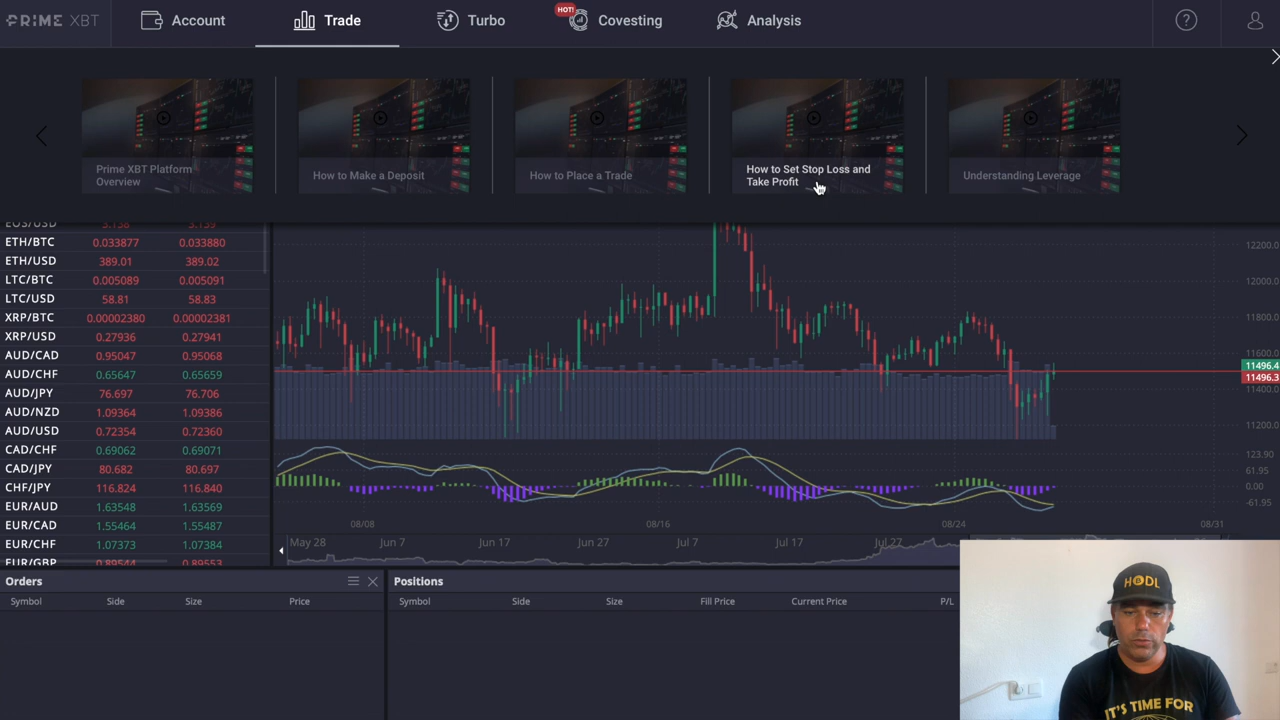 PRIME XBT
Account
Trade
Turbo
HOT!
Covesting
Analysis
?
Prime XBT Platform
Overview
How to Make a Deposit
How to Place a Trade
How to Set Stop Loss and
Take Profit
Understanding Leverage
EOS/USD 3.138 3.139
ETH/BTC 0.033877 0.033880
ETH/USD 389.01 389.02
LTC/BTC 0.005089 0.005091
LTC/USD 58.81 58.83
XRP/BTC 0.00002380 0.00002381
XRP/USD 0.27936 0.27941
AUD/CAD 0.95047 0.95068
AUD/CHF 0.65647 0.65659
AUD/JPY 76.697 76.706
AUD/NZD 1.09364 1.09386
AUD/USD 0.72354 0.72360
CAD/CHF 0.69062 0.69071
CAD/JPY 80.682 80.697
CHF/JPY 116.824 116.840
EUR/AUD 1.63548 1.63569
EUR/CAD 1.55464 1.55487
EUR/CHF 1.07373 1.07384
EUR/GBP 0.89544 0.89553
12200.0
12000.0
11800.0
11600.0
11496.4
11496.3
11400.0
11200.0
123.90
61.95
0.00
-61.95
08/08 08/16 08/24 08/31
May 28 Jun 7 Jun 17 Jun 27 Jul 7 Jul 17 Jul 27
Orders
Symbol Side Size Price
Positions
Symbol Side Size Fill Price Current Price P/L
HODL
IT'S TIME FOR